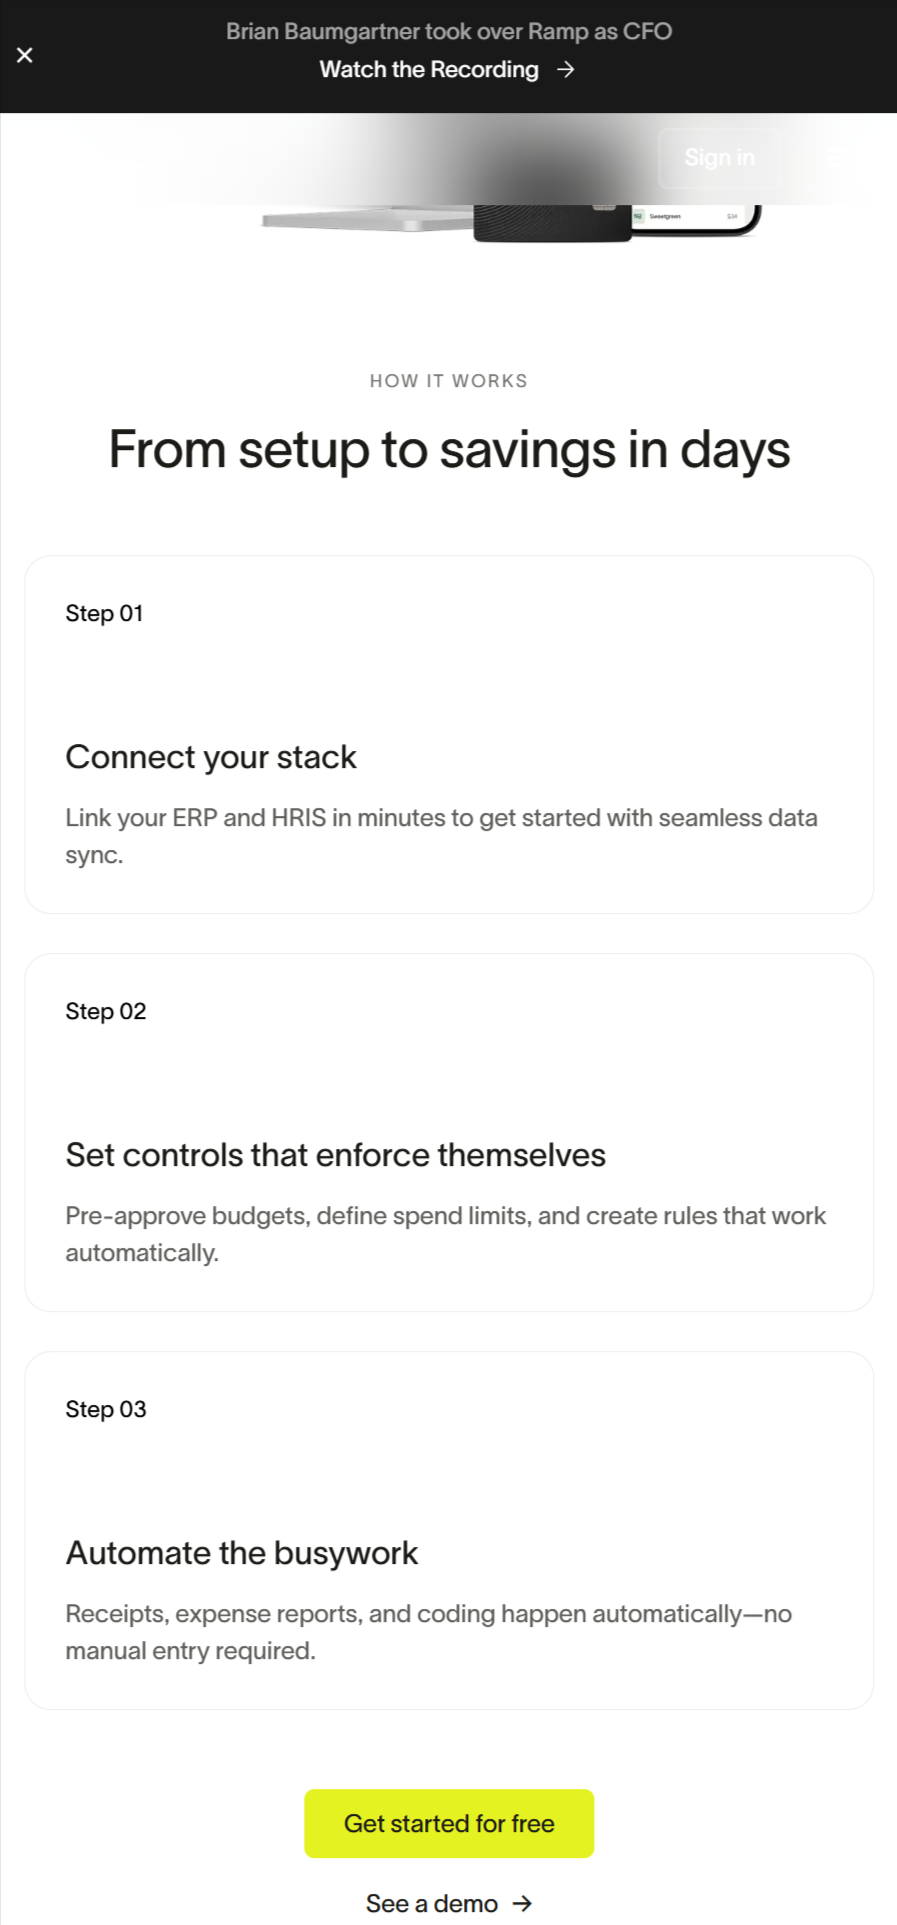 Brian Baumgartner took over Ramp as CFO
Watch the Recording →
Sign in
sg Sweetgreen $34
HOW IT WORKS
From setup to savings in days
Step 01
Connect your stack
Link your ERP and HRIS in minutes to get started with seamless data
sync.
Step 02
Set controls that enforce themselves
Pre-approve budgets, define spend limits, and create rules that work
automatically.
Step 03
Automate the busywork
Receipts, expense reports, and coding happen automatically—no
manual entry required.
Get started for free
See a demo →